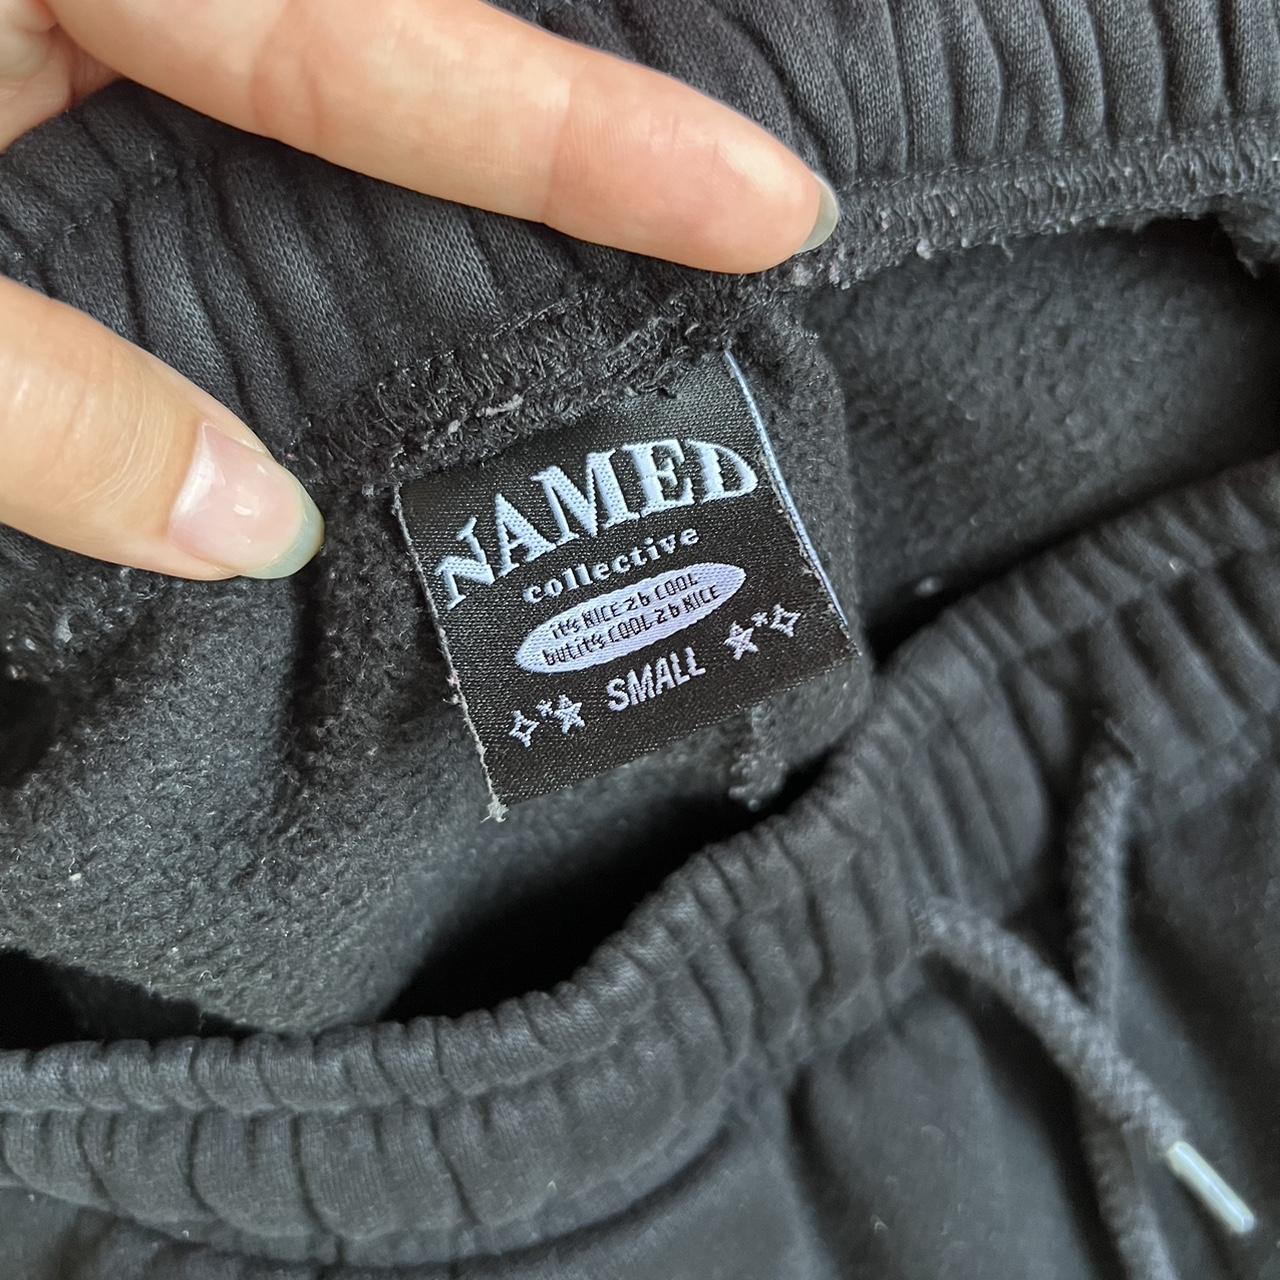 NAMED
collective
it's NICE 2b COOL
but it's COOL 2b NICE
SMALL